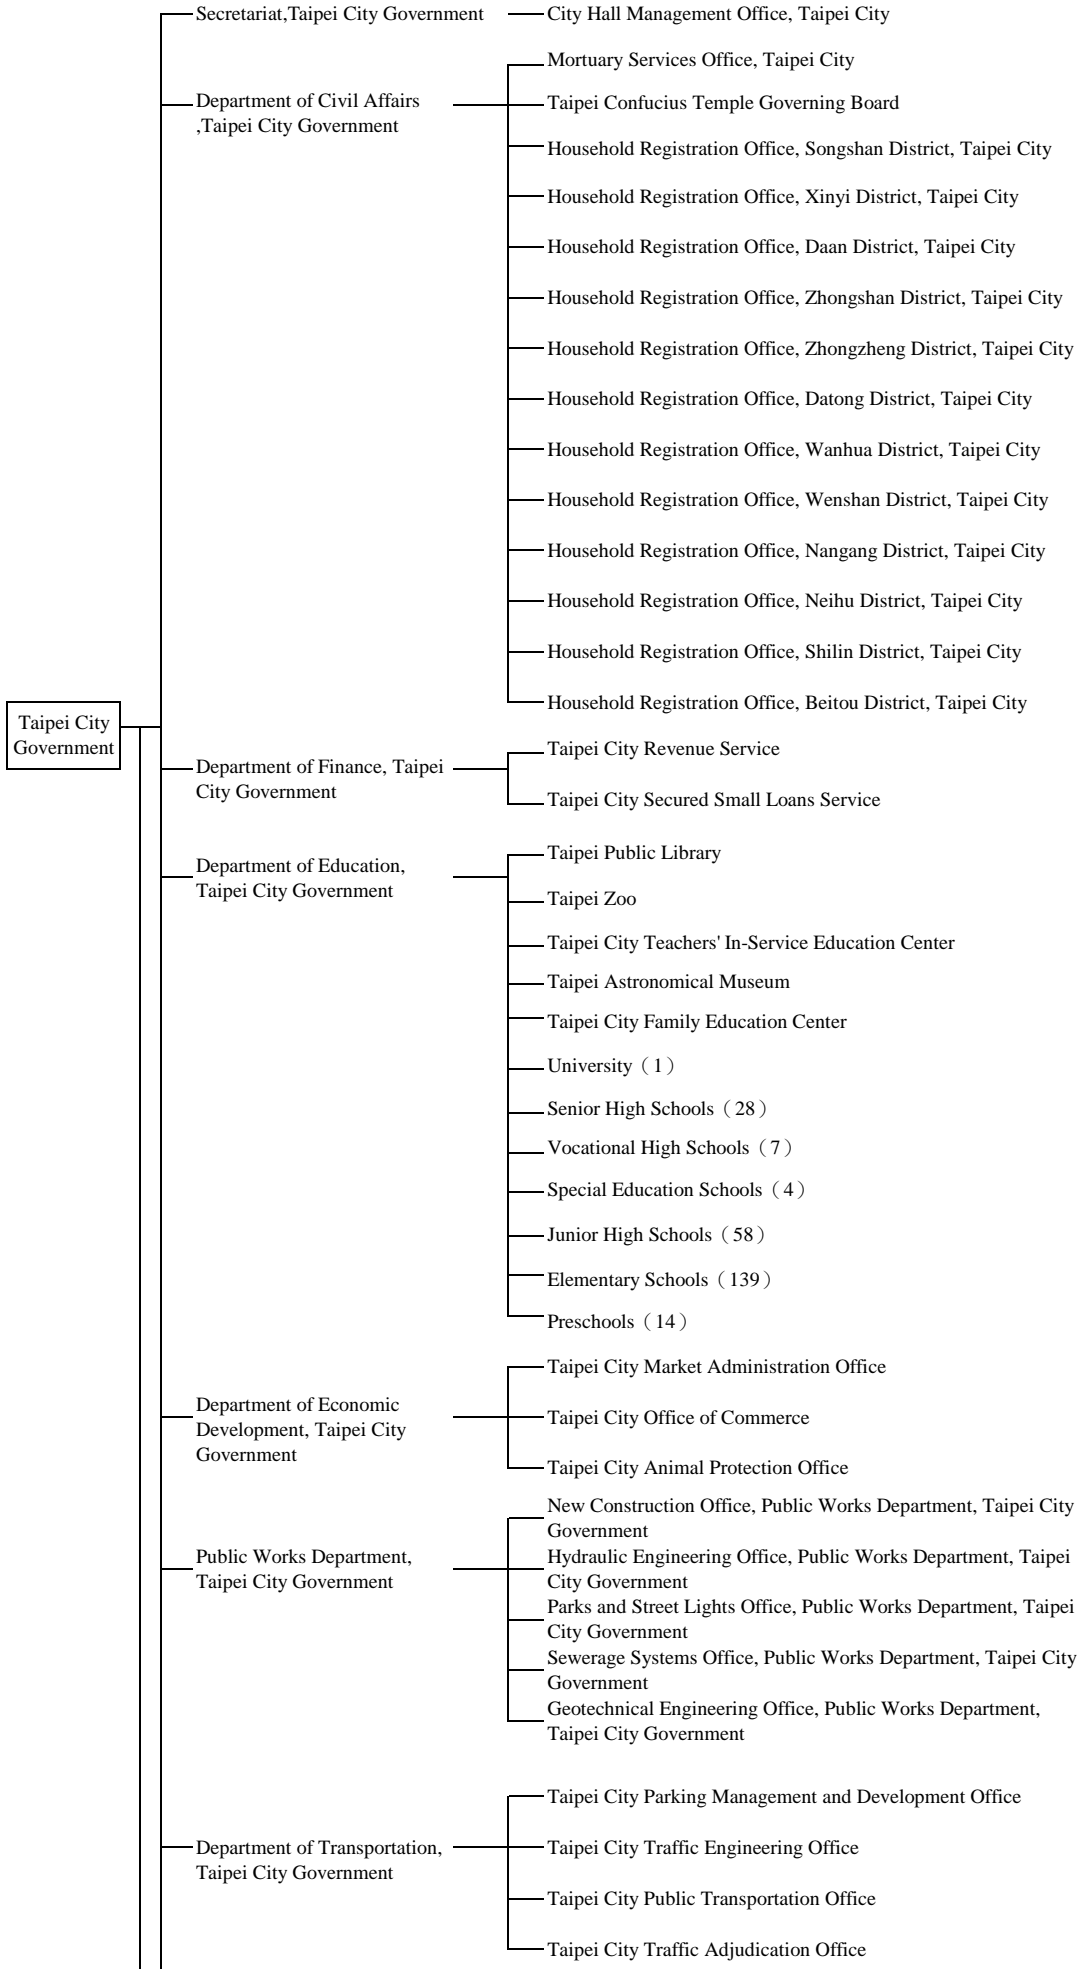 Secretariat,Taipei City Government
City Hall Management Office, Taipei City
Mortuary Services Office, Taipei City
Department of Civil Affairs
,Taipei City Government
Taipei Confucius Temple Governing Board
Household Registration Office, Songshan District, Taipei City
Household Registration Office, Xinyi District, Taipei City
Household Registration Office, Daan District, Taipei City
Household Registration Office, Zhongshan District, Taipei City
Household Registration Office, Zhongzheng District, Taipei City
Household Registration Office, Datong District, Taipei City
Household Registration Office, Wanhua District, Taipei City
Household Registration Office, Wenshan District, Taipei City
Household Registration Office, Nangang District, Taipei City
Household Registration Office, Neihu District, Taipei City
Household Registration Office, Shilin District, Taipei City
Household Registration Office, Beitou District, Taipei City
Taipei City
Government
Department of Finance, Taipei
City Government
Taipei City Revenue Service
Taipei City Secured Small Loans Service
Department of Education,
Taipei City Government
Taipei Public Library
Taipei Zoo
Taipei City Teachers' In-Service Education Center
Taipei Astronomical Museum
Taipei City Family Education Center
University（1）
Senior High Schools（28）
Vocational High Schools（7）
Special Education Schools（4）
Junior High Schools（58）
Elementary Schools（139）
Preschools（14）
Department of Economic
Development, Taipei City
Government
Taipei City Market Administration Office
Taipei City Office of Commerce
Taipei City Animal Protection Office
Public Works Department,
Taipei City Government
New Construction Office, Public Works Department, Taipei City
Government
Hydraulic Engineering Office, Public Works Department, Taipei
City Government
Parks and Street Lights Office, Public Works Department, Taipei
City Government
Sewerage Systems Office, Public Works Department, Taipei City
Government
Geotechnical Engineering Office, Public Works Department,
Taipei City Government
Department of Transportation,
Taipei City Government
Taipei City Parking Management and Development Office
Taipei City Traffic Engineering Office
Taipei City Public Transportation Office
Taipei City Traffic Adjudication Office